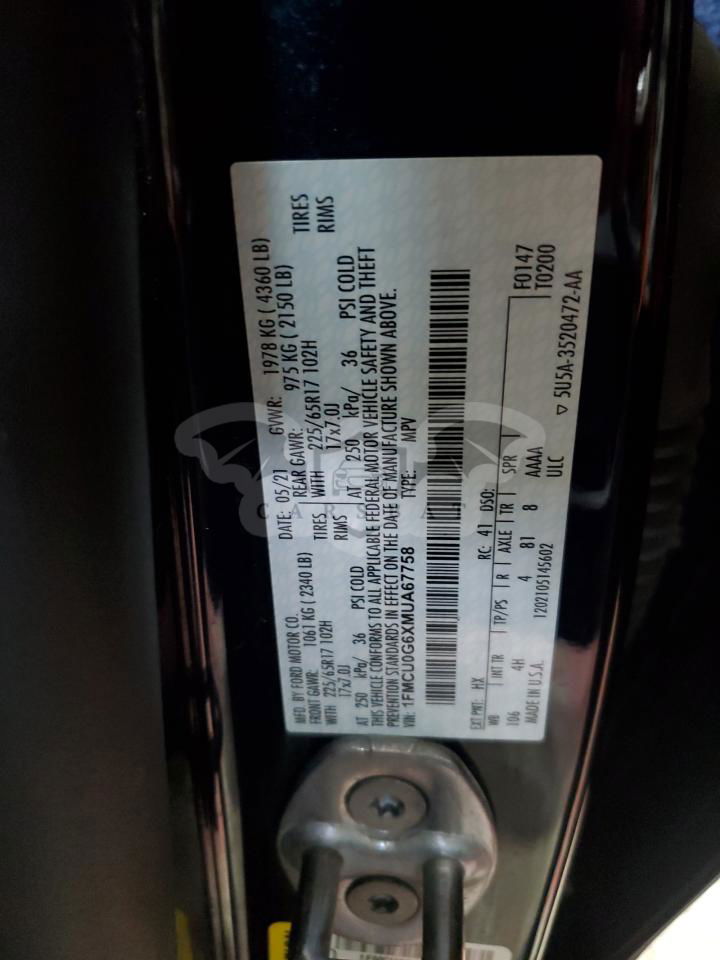 MFD. BY FORD MOTOR CO.
DATE: 05/21 GVWR: 1978 KG ( 4360 LB)
FRONT GAWR: 1061 KG ( 2340 LB) REAR GAWR: 975 KG ( 2150 LB)
WITH 225/65R17 102H TIRES WITH 225/65R17 102H TIRES
17x7.0J RIMS 17x7.0J RIMS
AT 250 kPa/ 36 PSI COLD AT 250 kPa/ 36 PSI COLD
THIS VEHICLE CONFORMS TO ALL APPLICABLE FEDERAL MOTOR VEHICLE SAFETY AND THEFT
PREVENTION STANDARDS IN EFFECT ON THE DATE OF MANUFACTURE SHOWN ABOVE.
VIN: 1FMCU0G6XMUA67758 TYPE: MPV
EXT PNT: HX RC: 41 DSO:
WB INT TR TP/PS R AXLE TR SPR F0147
106 4H 4 81 8 AAAA T0200
MADE IN U.S.A. 1202105145602 ULC
▽ 5U5A-3520472-AA